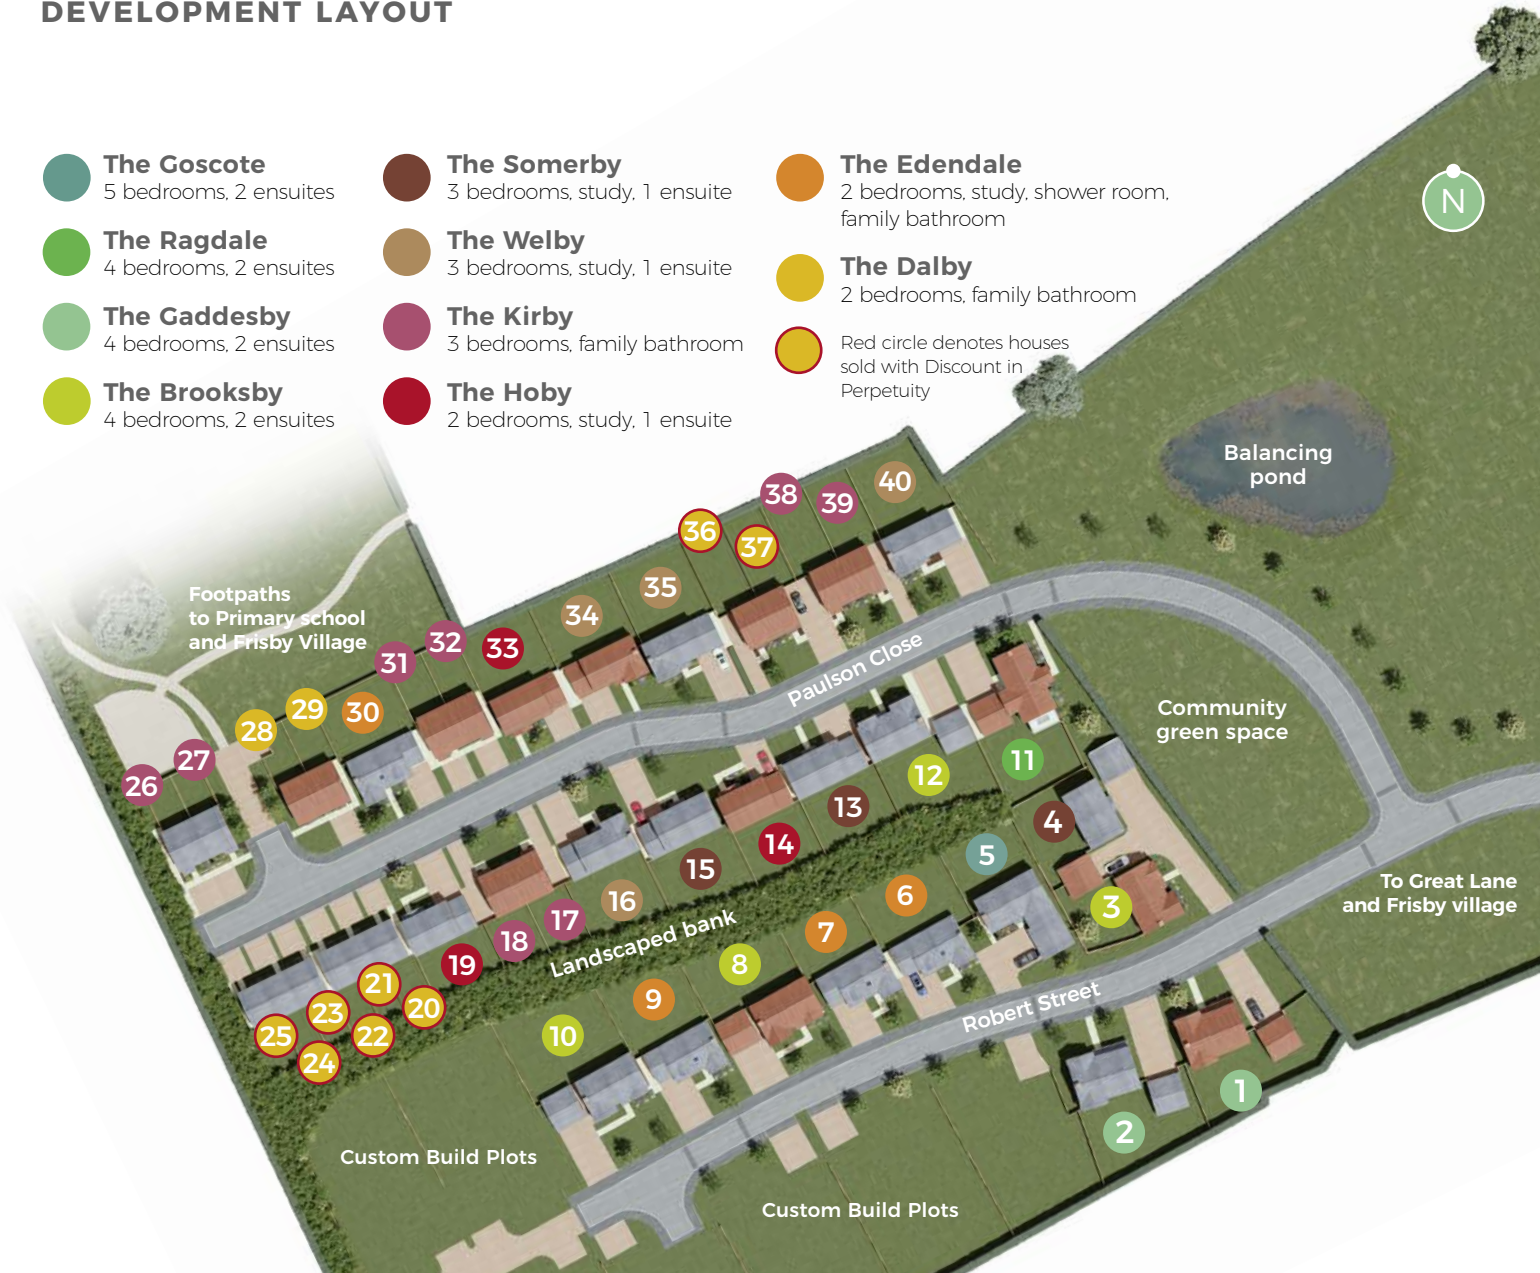 DEVELOPMENT LAYOUT
The Goscote
5 bedrooms, 2 ensuites
The Ragdale
4 bedrooms, 2 ensuites
The Gaddesby
4 bedrooms, 2 ensuites
The Brooksby
4 bedrooms, 2 ensuites
The Somerby
3 bedrooms, study, 1 ensuite
The Welby
3 bedrooms, study, 1 ensuite
The Kirby
3 bedrooms, family bathroom
The Hoby
2 bedrooms, study, 1 ensuite
The Edendale
2 bedrooms, study, shower room,
family bathroom
The Dalby
2 bedrooms, family bathroom
Red circle denotes houses
sold with Discount in
Perpetuity
N
Balancing
pond
40
38
39
36
37
35
34
33
32
31
Footpaths
to Primary school
and Frisby Village
30
29
28
27
26
Paulson Close
Community
green space
11
12
13
14
15
16
17
18
19
20
21
22
23
24
25
Landscaped bank
4
5
3
6
7
8
9
10
To Great Lane
and Frisby village
Robert Street
1
2
Custom Build Plots
Custom Build Plots